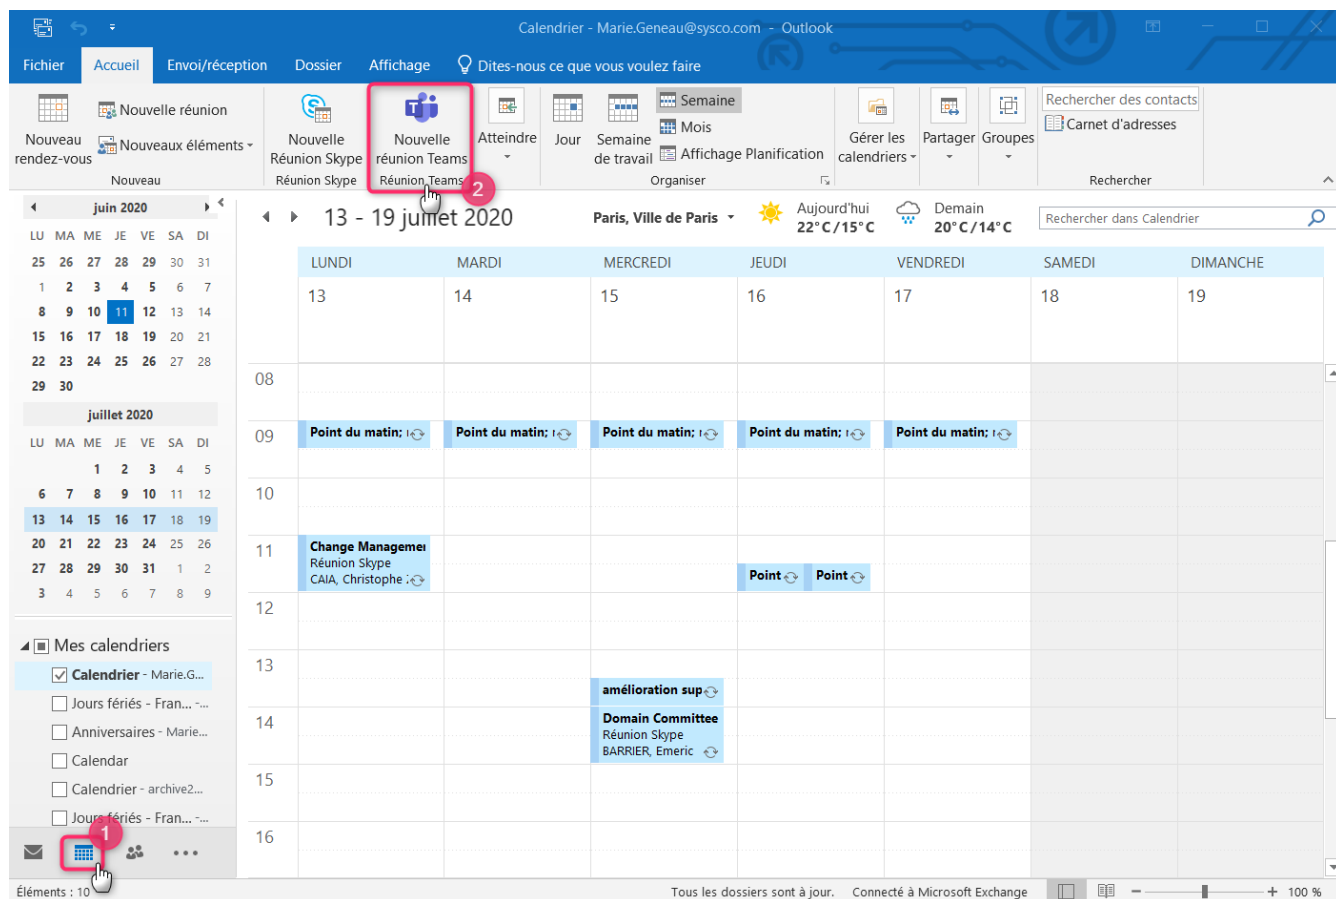 Calendrier - Marie.Geneau@sysco.com - Outlook
Fichier Accueil Envoi/réception Dossier Affichage Dites-nous ce que vous voulez faire
Nouveau rendez-vous
Nouvelle réunion
Nouveaux éléments
Nouveau
Nouvelle Réunion Skype
Réunion Skype
Nouvelle réunion Teams
Réunion Teams
2
Atteindre
Jour
Semaine de travail
Semaine
Mois
Affichage Planification
Organiser
Gérer les calendriers
Partager
Groupes
Rechercher des contacts
Carnet d'adresses
Rechercher
juin 2020
LU MA ME JE VE SA DI
25 26 27 28 29 30 31
1 2 3 4 5 6 7
8 9 10 11 12 13 14
15 16 17 18 19 20 21
22 23 24 25 26 27 28
29 30
juillet 2020
LU MA ME JE VE SA DI
1 2 3 4 5
6 7 8 9 10 11 12
13 14 15 16 17 18 19
20 21 22 23 24 25 26
27 28 29 30 31 1 2
3 4 5 6 7 8 9
Mes calendriers
Calendrier - Marie.G...
Jours fériés - Fran... -...
Anniversaires - Marie...
Calendar
Calendrier - archive2...
Jours fériés - Fran... -...
1
13 - 19 juillet 2020
Paris, Ville de Paris
Aujourd'hui
22°C/15°C
Demain
20°C/14°C
Rechercher dans Calendrier
LUNDI MARDI MERCREDI JEUDI VENDREDI SAMEDI DIMANCHE
13 14 15 16 17 18 19
08
09
Point du matin; Point du matin; Point du matin; Point du matin; Point du matin;
10
11
Change Managemer
Réunion Skype
CAIA, Christophe
Point Point
12
13
amélioration sup
14
Domain Committee
Réunion Skype
BARRIER, Emeric
15
16
Éléments : 10
Tous les dossiers sont à jour. Connecté à Microsoft Exchange
100 %